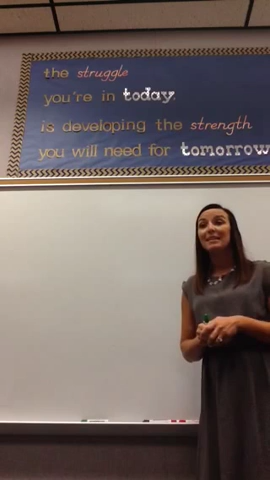 the struggle
you're in today.
is developing the strength
you will need for tomorrow